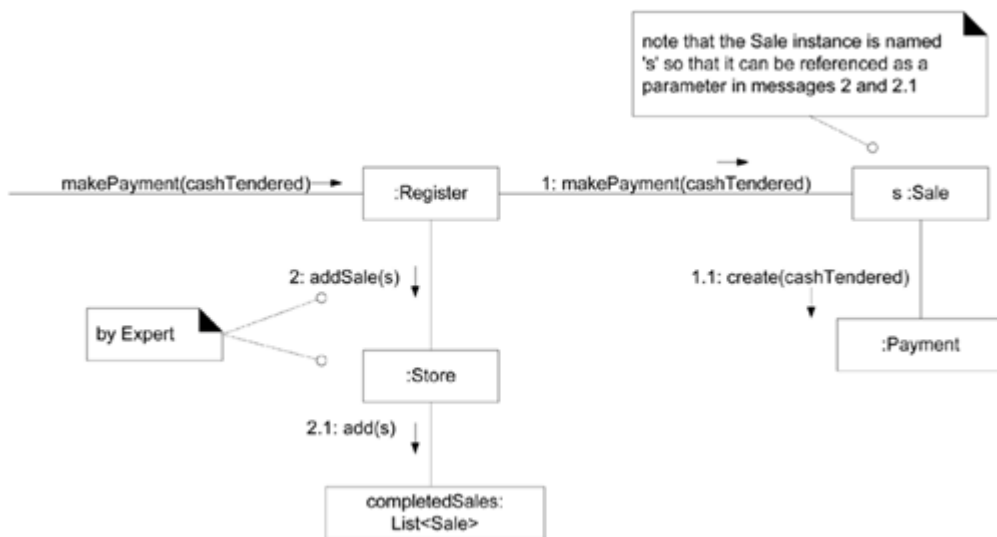 note that the Sale instance is named
's' so that it can be referenced as a
parameter in messages 2 and 2.1
makePayment(cashTendered)
:Register
1: makePayment(cashTendered)
s :Sale
2: addSale(s)
1.1: create(cashTendered)
by Expert
:Store
:Payment
2.1: add(s)
completedSales:
List<Sale>